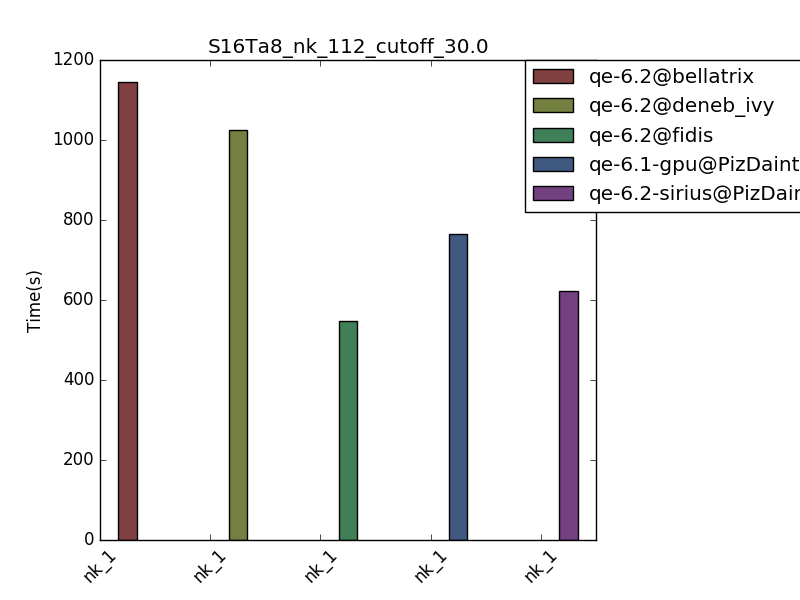 S16Ta8_nk_112_cutoff_30.0
1200
1000
800
600
400
200
0
Time(s)
nk_1
nk_1
nk_1
nk_1
nk_1
qe-6.2@bellatrix
qe-6.2@deneb_ivy
qe-6.2@fidis
qe-6.1-gpu@PizDaint
qe-6.2-sirius@PizDain